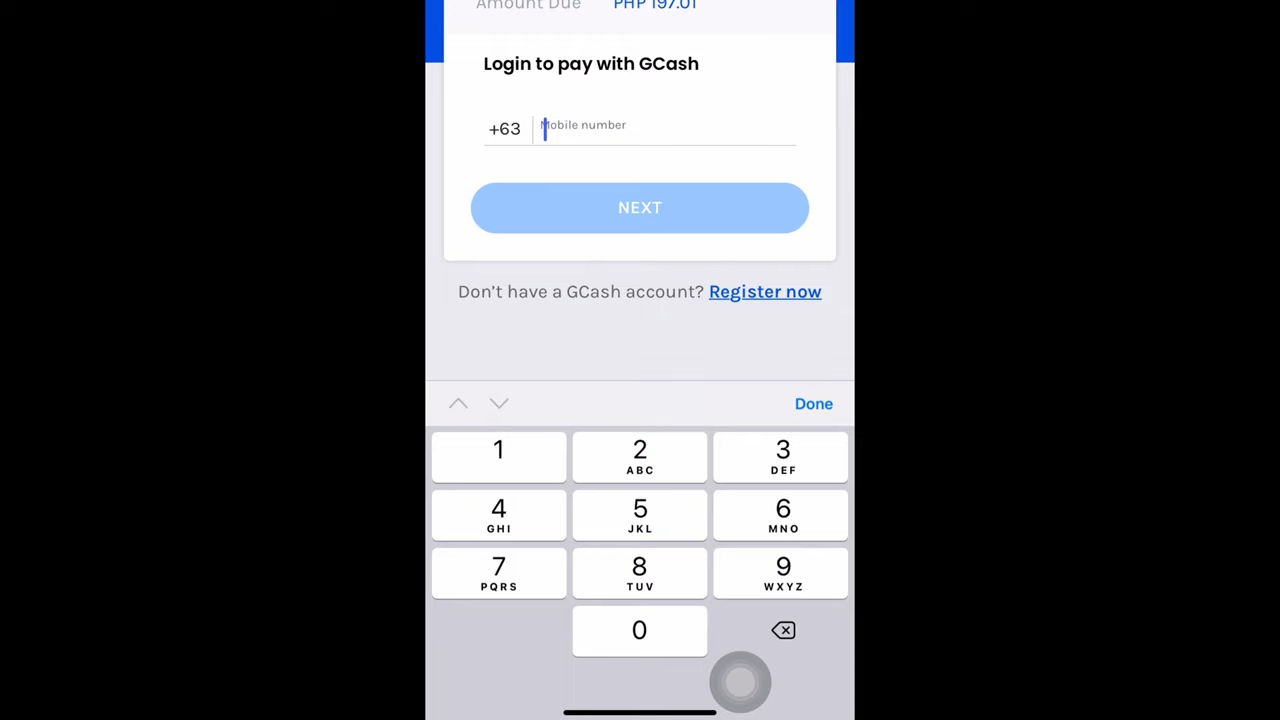 Amount Due PHP 197.01
Login to pay with GCash
+63 Mobile number
NEXT
Don’t have a GCash account? Register now
Done
1 2 3
ABC DEF
4 5 6
GHI JKL MNO
7 8 9
PQRS TUV WXYZ
0